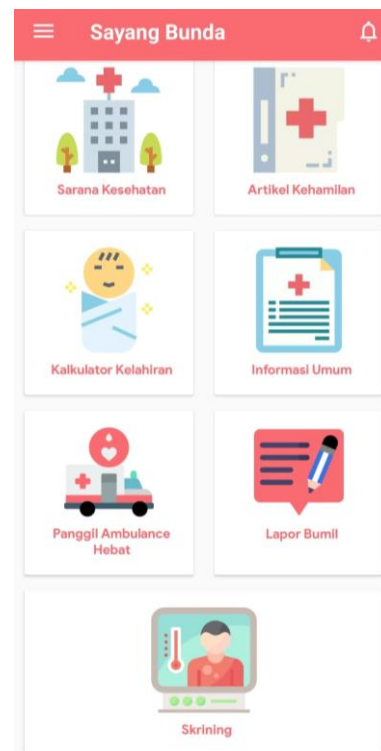 Sayang Bunda
Sarana Kesehatan
Artikel Kehamilan
Kalkulator Kelahiran
Informasi Umum
Panggil Ambulance
Hebat
Lapor Bumil
Skrining